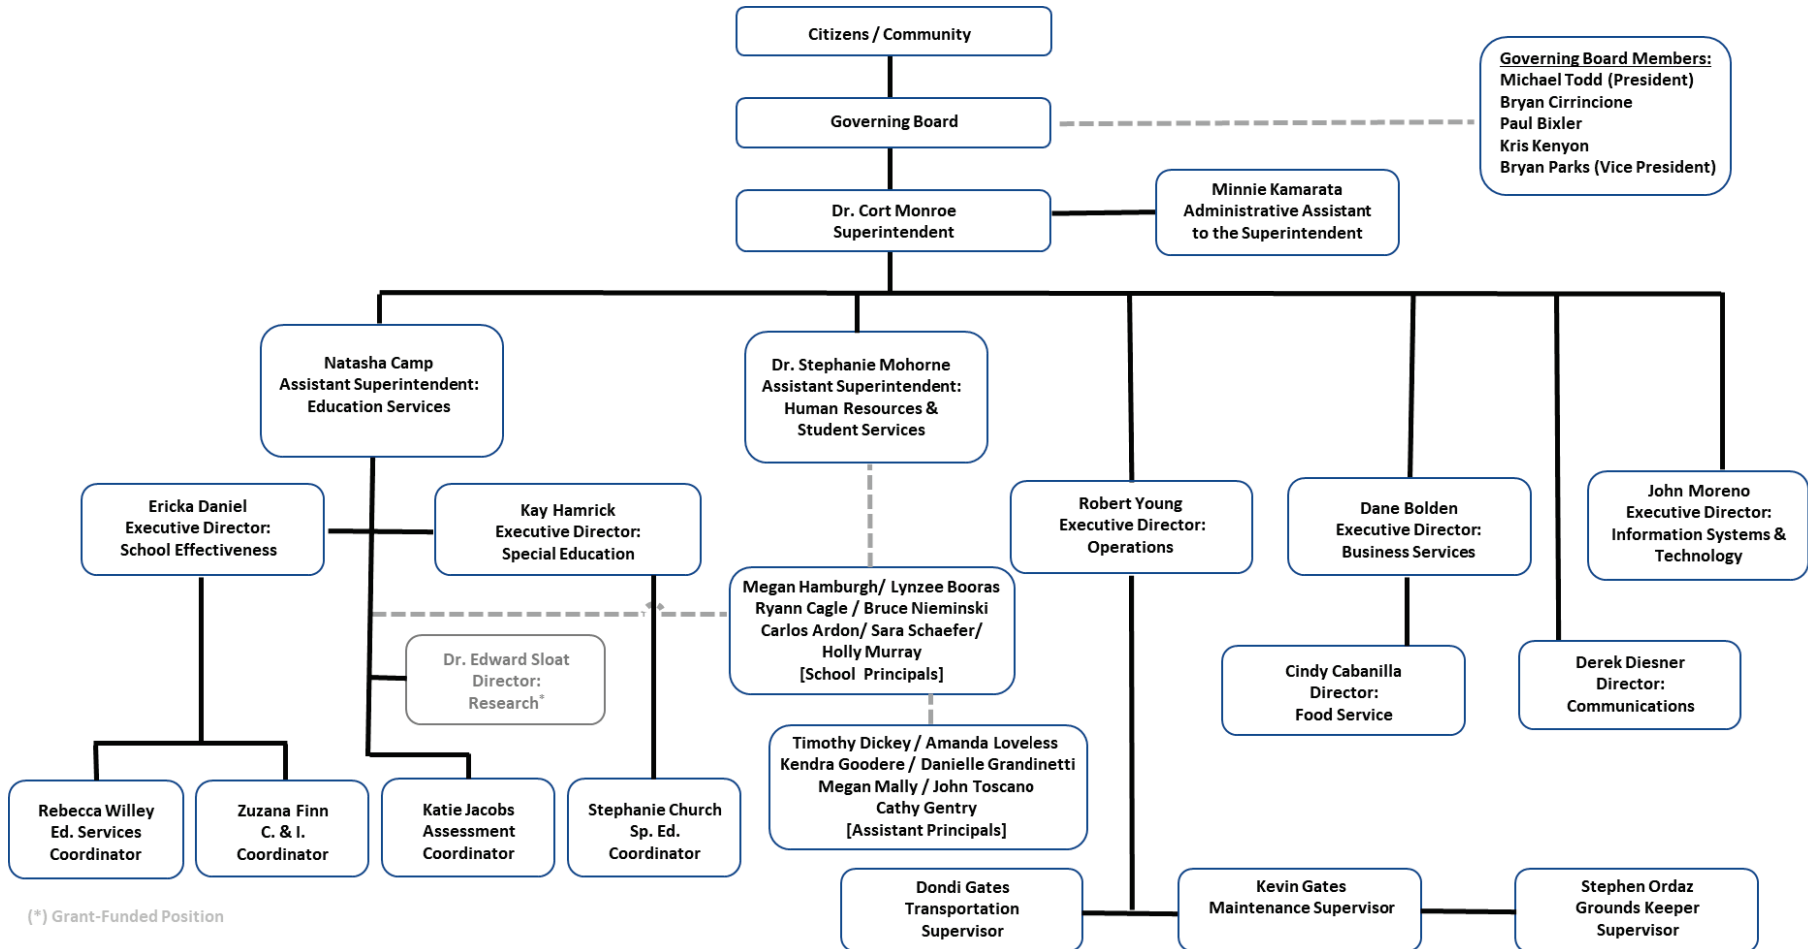 Citizens / Community
Governing Board
Governing Board Members:
Michael Todd (President)
Bryan Cirrincione
Paul Bixler
Kris Kenyon
Bryan Parks (Vice President)
Dr. Cort Monroe
Superintendent
Minnie Kamarata
Administrative Assistant
to the Superintendent
Natasha Camp
Assistant Superintendent:
Education Services
Dr. Stephanie Mohorne
Assistant Superintendent:
Human Resources &
Student Services
Ericka Daniel
Executive Director:
School Effectiveness
Kay Hamrick
Executive Director:
Special Education
Robert Young
Executive Director:
Operations
Dane Bolden
Executive Director:
Business Services
John Moreno
Executive Director:
Information Systems &
Technology
Megan Hamburgh/ Lynzee Booras
Ryann Cagle / Bruce Nieminski
Carlos Ardon/ Sara Schaefer/
Holly Murray
[School Principals]
Dr. Edward Sloat
Director:
Research*
Cindy Cabanilla
Director:
Food Service
Derek Diesner
Director:
Communications
Timothy Dickey / Amanda Loveless
Kendra Goodere / Danielle Grandinetti
Megan Mally / John Toscano
Cathy Gentry
[Assistant Principals]
Rebecca Willey
Ed. Services
Coordinator
Zuzana Finn
C. & I.
Coordinator
Katie Jacobs
Assessment
Coordinator
Stephanie Church
Sp. Ed.
Coordinator
Dondi Gates
Transportation
Supervisor
Kevin Gates
Maintenance Supervisor
Stephen Ordaz
Grounds Keeper
Supervisor
(*) Grant-Funded Position